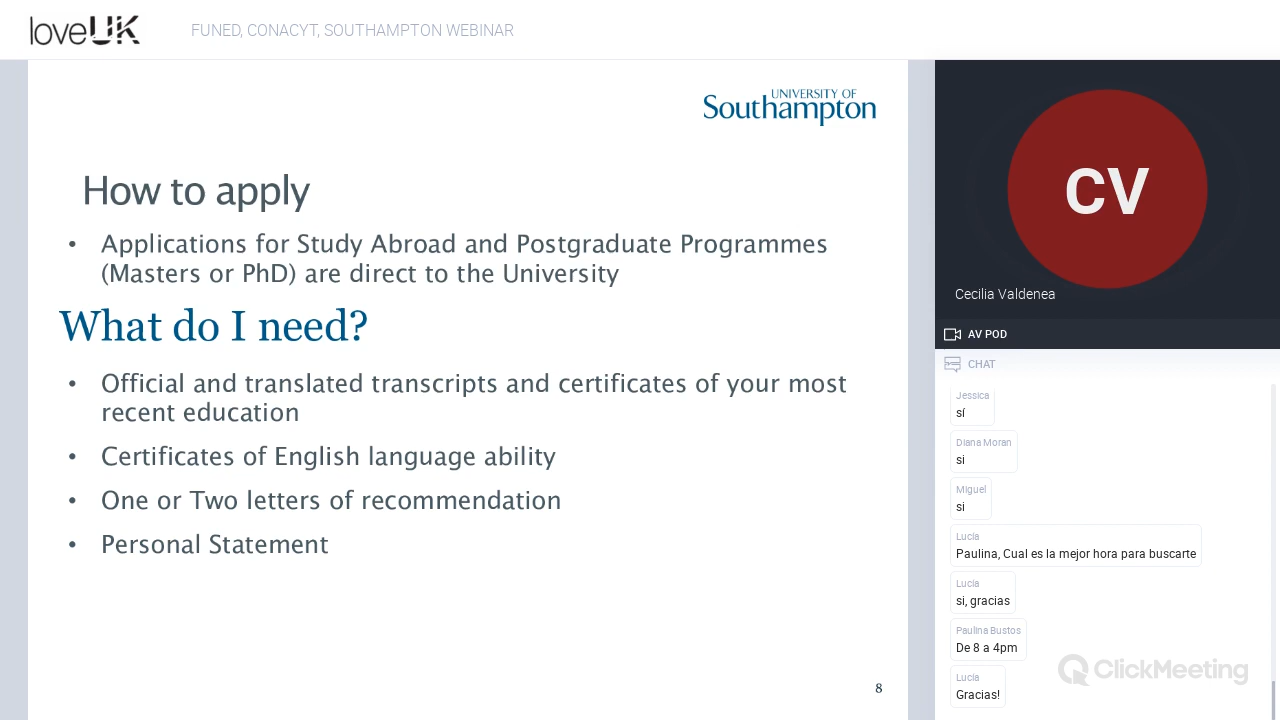 loveUK
FUNED, CONACYT, SOUTHAMPTON WEBINAR
UNIVERSITY OF
Southampton
How to apply
• Applications for Study Abroad and Postgraduate Programmes
(Masters or PhD) are direct to the University
What do I need?
• Official and translated transcripts and certificates of your most
recent education
• Certificates of English language ability
• One or Two letters of recommendation
• Personal Statement
8
CV
Cecilia Valdenea
AV POD
CHAT
Jessica
sí
Diana Moran
si
Miguel
si
Lucía
Paulina, Cual es la mejor hora para buscarte
Lucía
si, gracias
Paulina Bustos
De 8 a 4pm
Lucía
Gracias!
ClickMeeting